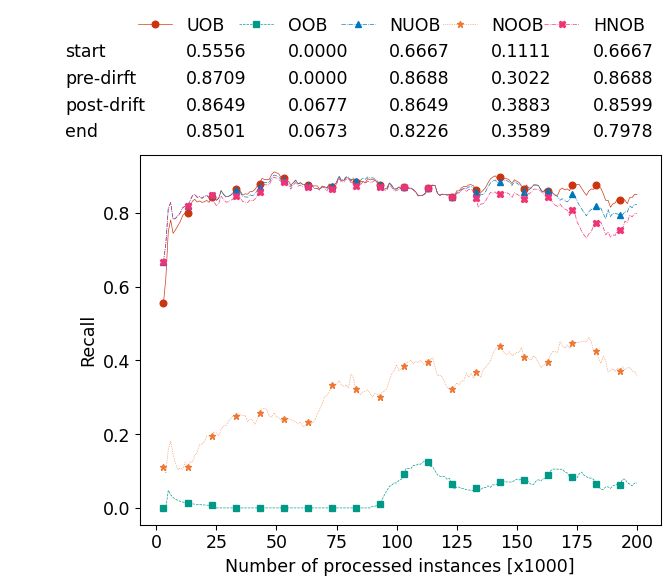 UOB OOB NUOB NOOB HNOB
start 0.5556 0.0000 0.6667 0.1111 0.6667
pre-dirft 0.8709 0.0000 0.8688 0.3022 0.8688
post-drift 0.8649 0.0677 0.8649 0.3883 0.8599
end 0.8501 0.0673 0.8226 0.3589 0.7978
0.8
0.6
0.4
0.2
0.0
Recall
0 25 50 75 100 125 150 175 200
Number of processed instances [x1000]